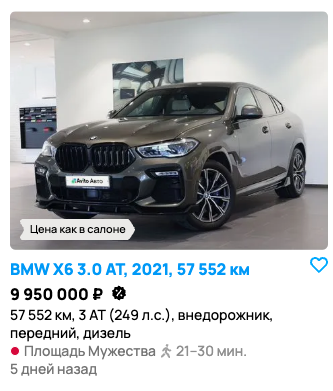 Avito Авто
Цена как в салоне
BMW X6 3.0 AT, 2021, 57 552 км
9 950 000 ₽
57 552 км, 3 AT (249 л.с.), внедорожник,
передний, дизель
Площадь Мужества 21–30 мин.
5 дней назад